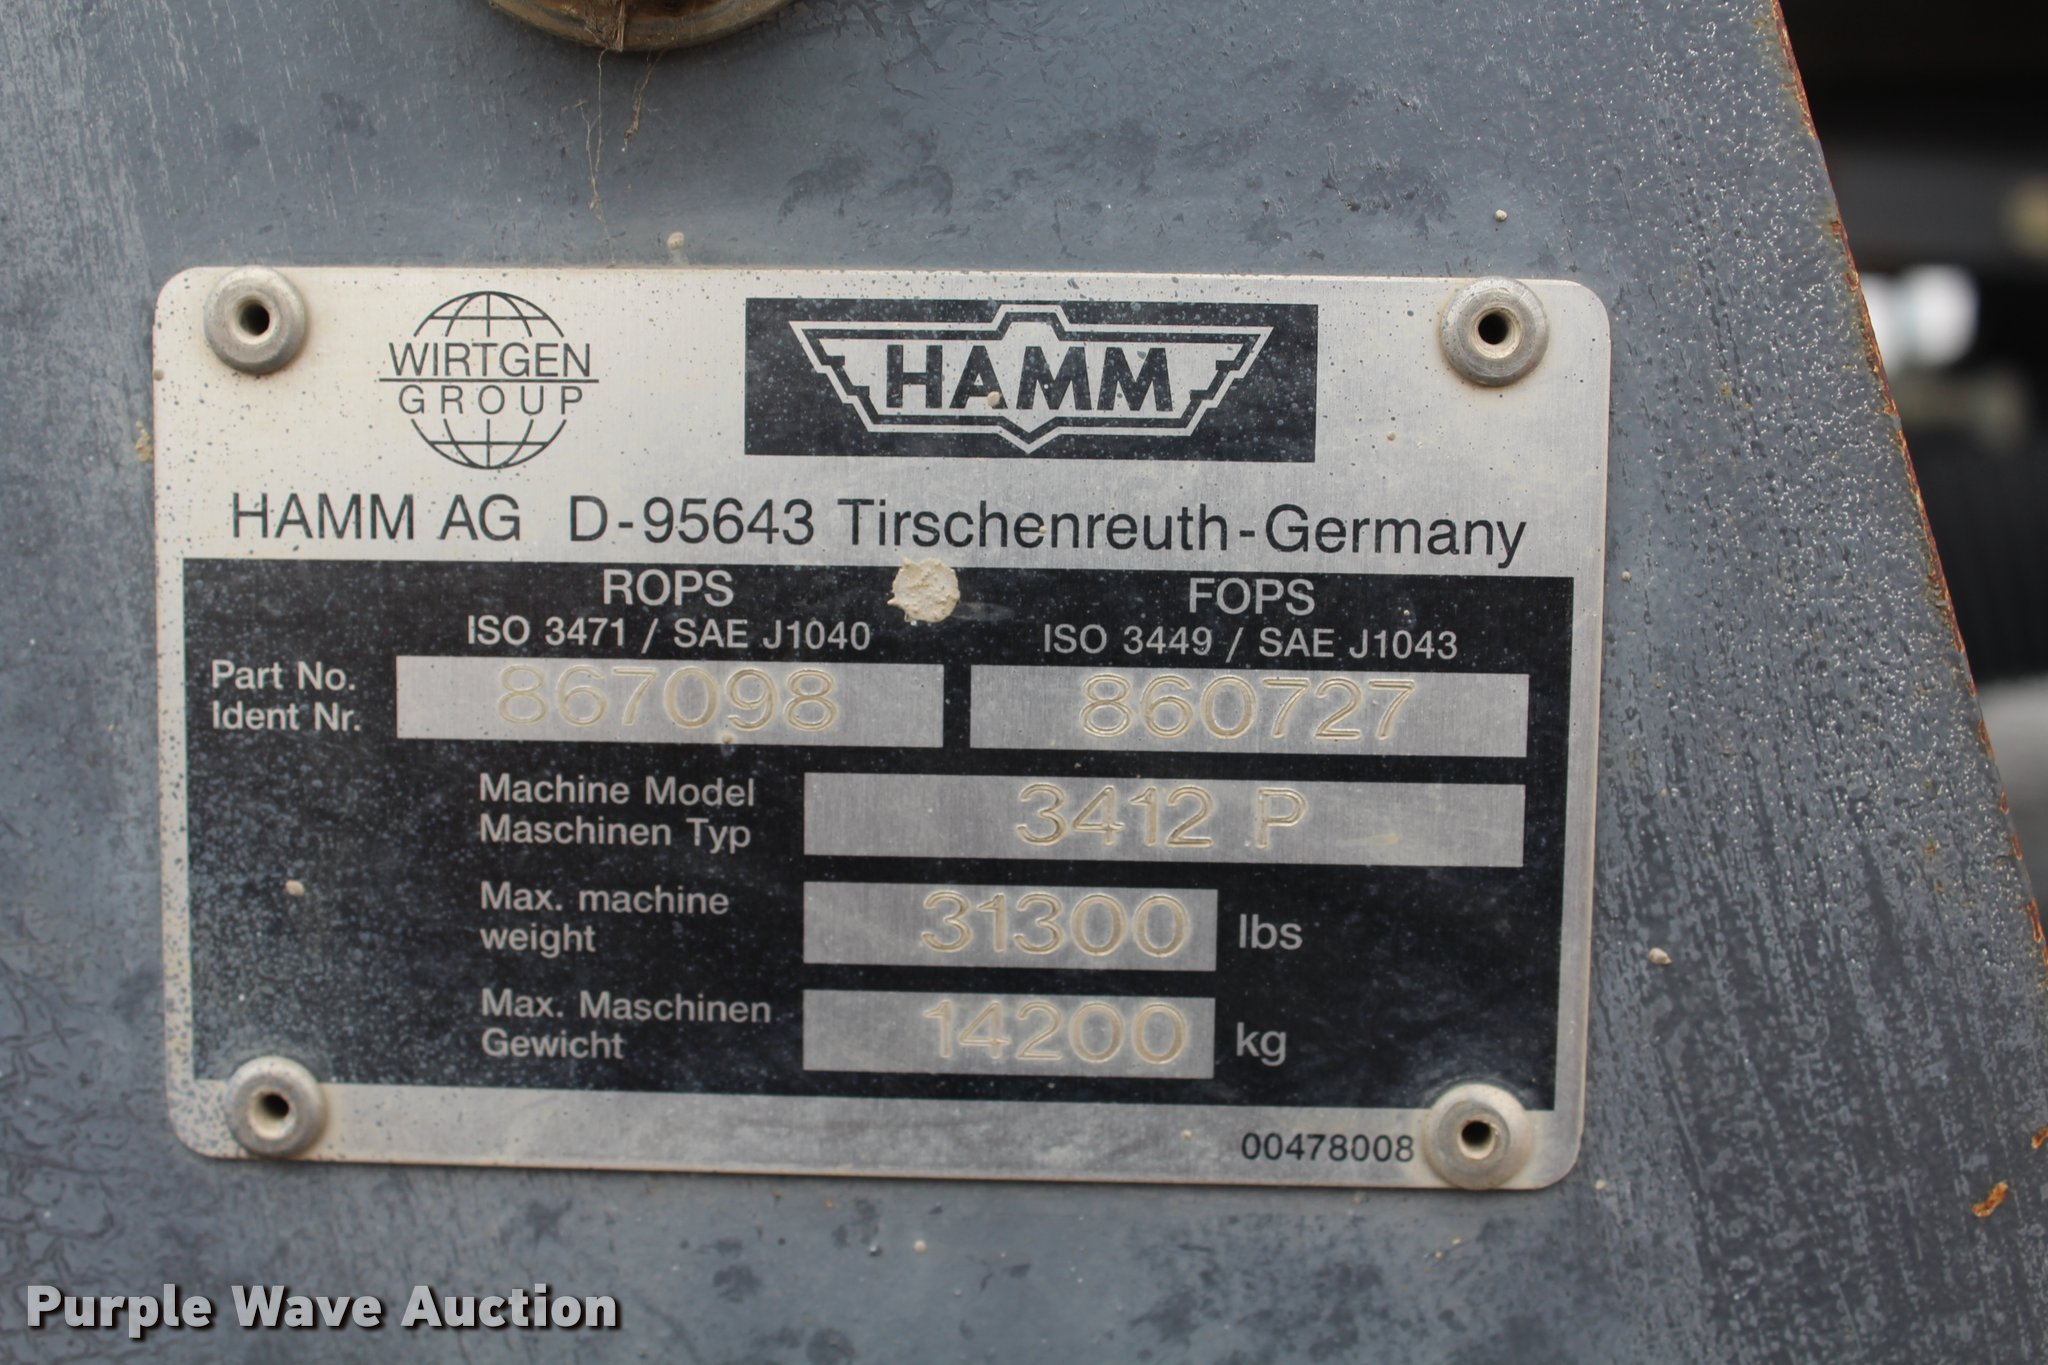 WIRTGEN
GROUP
HAMM
HAMM AG D-95643 Tirschenreuth-Germany
ROPS
ISO 3471 / SAE J1040
FOPS
ISO 3449 / SAE J1043
Part No.
Ident Nr.
867098
860727
Machine Model
Maschinen Typ
3412 P
Max. machine
weight
31300 lbs
Max. Maschinen
Gewicht
14200 kg
00478008
Purple Wave Auction